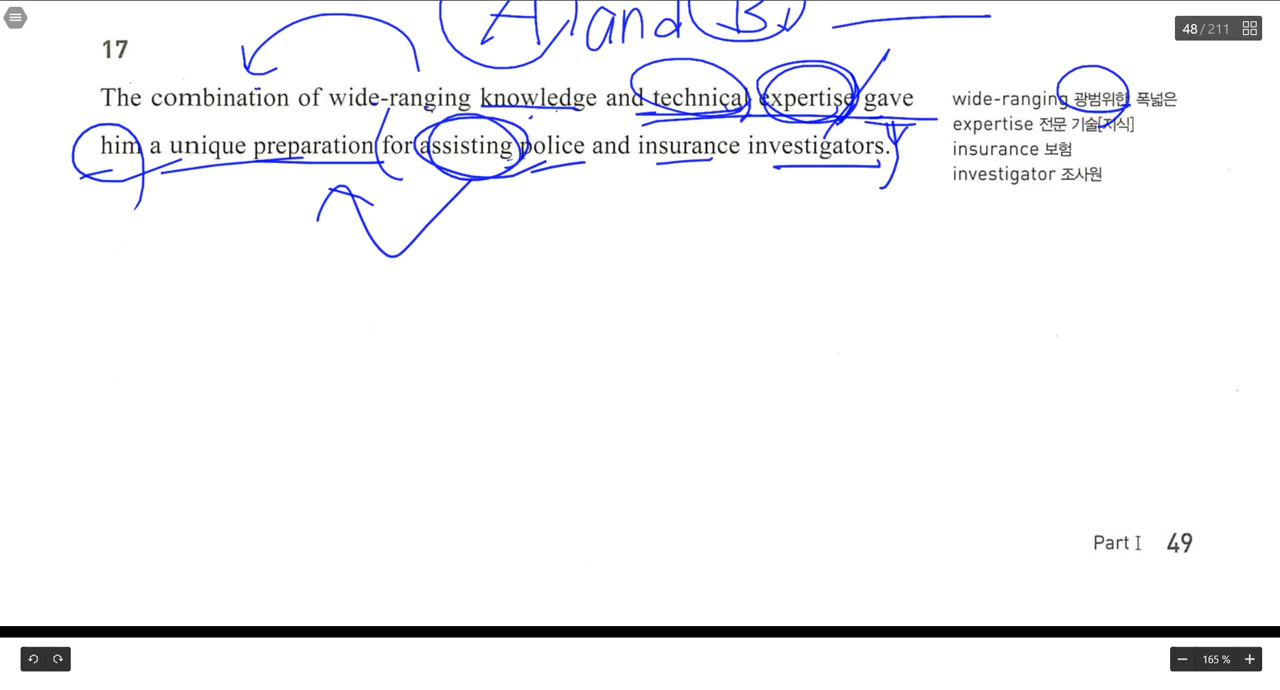 A and B
48 / 211
17
The combination of wide-ranging knowledge and technical expertise gave
him a unique preparation for assisting police and insurance investigators.
wide-ranging 광범위한 폭넓은
expertise 전문 기술[지식]
insurance 보험
investigator 조사원
Part I 49
165 %